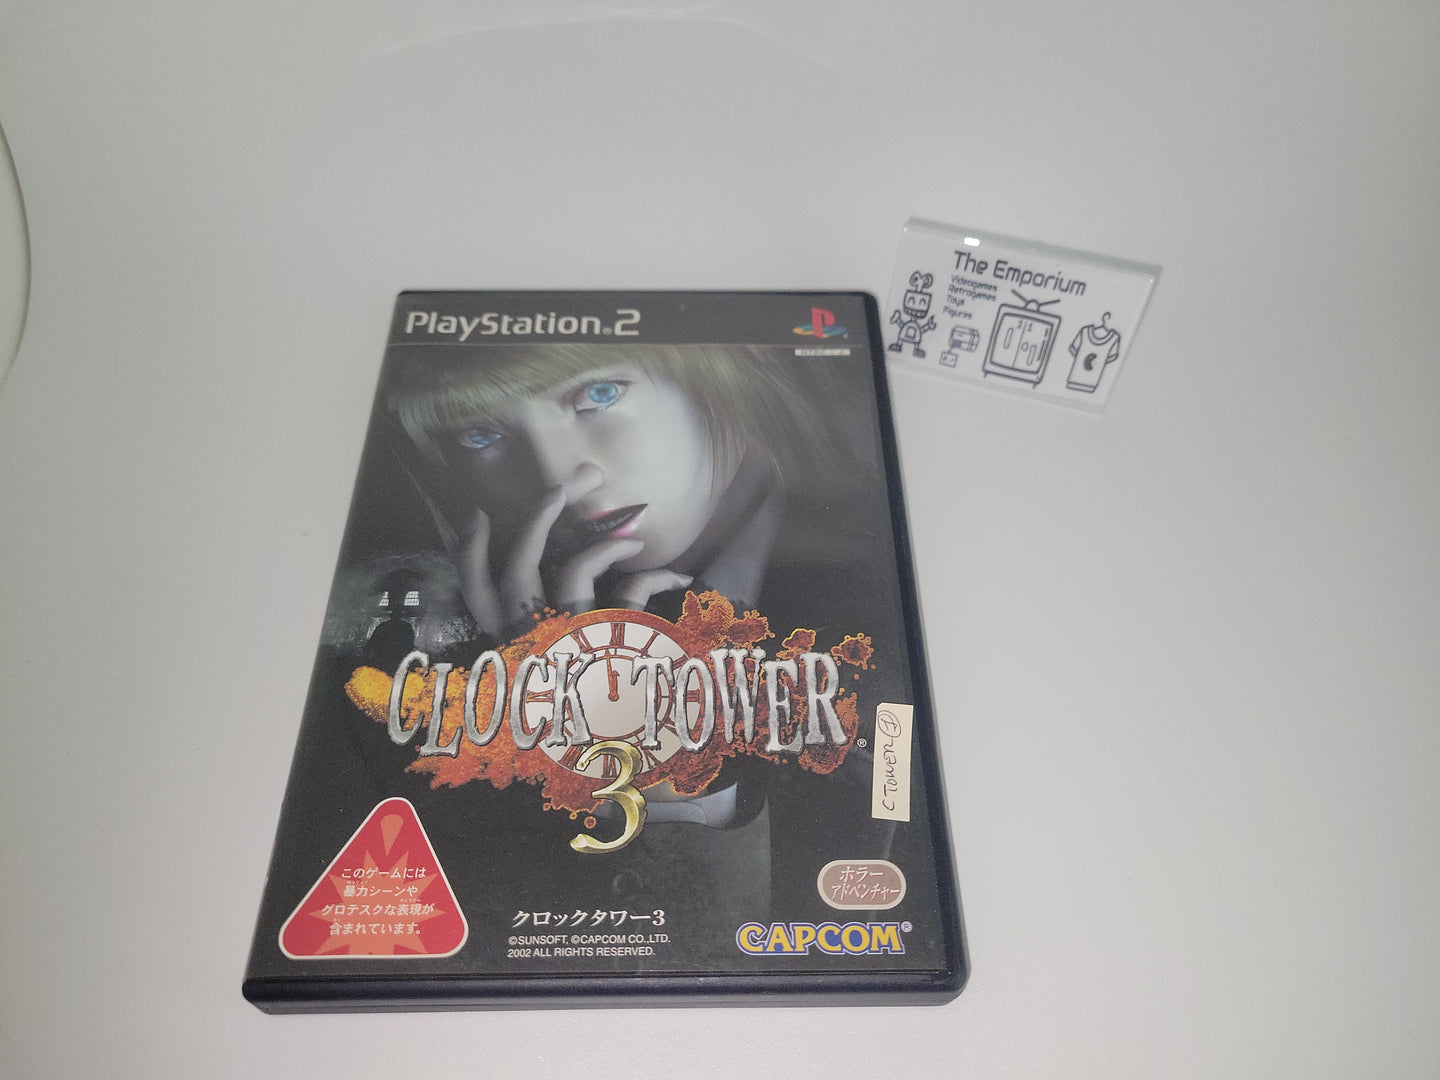 PlayStation®2
NTSC J
CLOCK TOWER®
3
C TOWER ①
このゲームには
暴力シーンや
グロテスクな表現が
含まれています。
クロックタワー3
©SUNSOFT, ©CAPCOM CO.,LTD.
2002 ALL RIGHTS RESERVED.
ホラー
アドベンチャー
CAPCOM®
The Emporium
Videogames
Retrogames
Toys
Figures